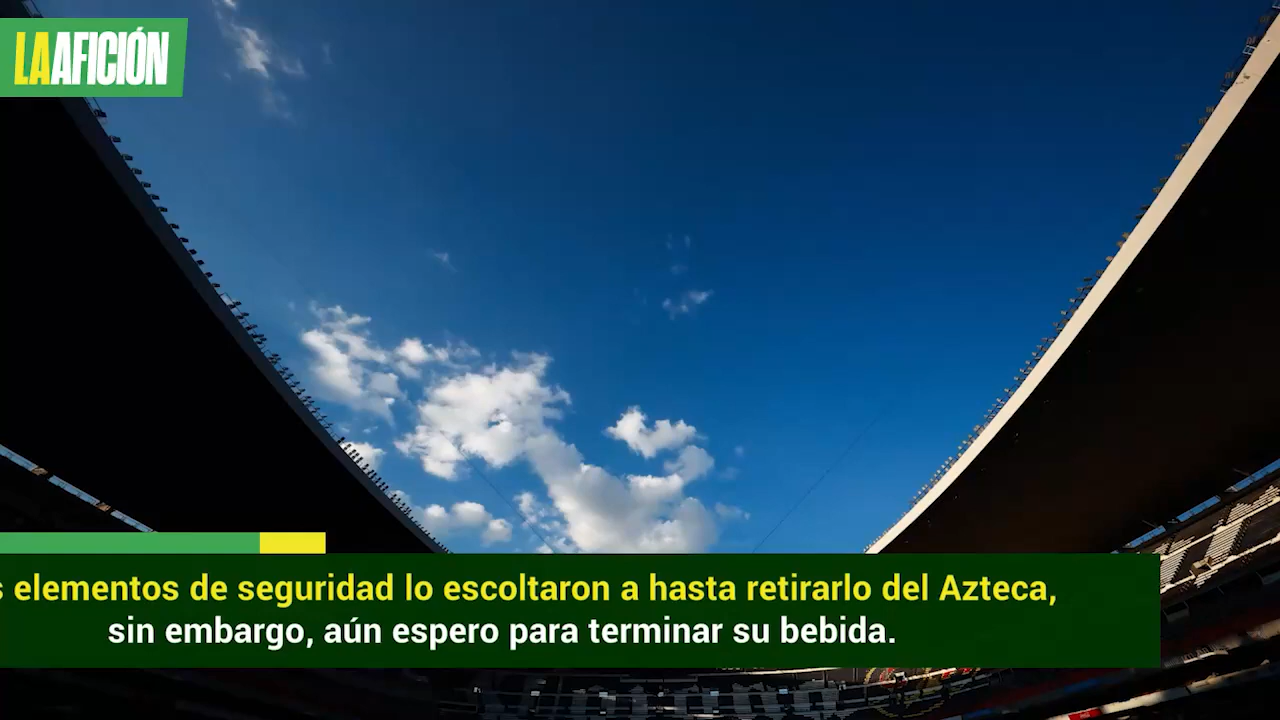 LAAFICIÓN
s elementos de seguridad lo escoltaron a hasta retirarlo del Azteca,
sin embargo, aún espero para terminar su bebida.